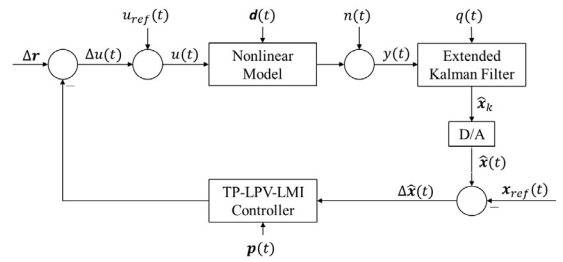 u_ref(t)
d(t)
n(t)
q(t)
Δr
Δu(t)
u(t)
Nonlinear
Model
y(t)
Extended
Kalman Filter
x̂_k
D/A
x̂(t)
TP-LPV-LMI
Controller
Δx̂(t)
x_ref(t)
p(t)